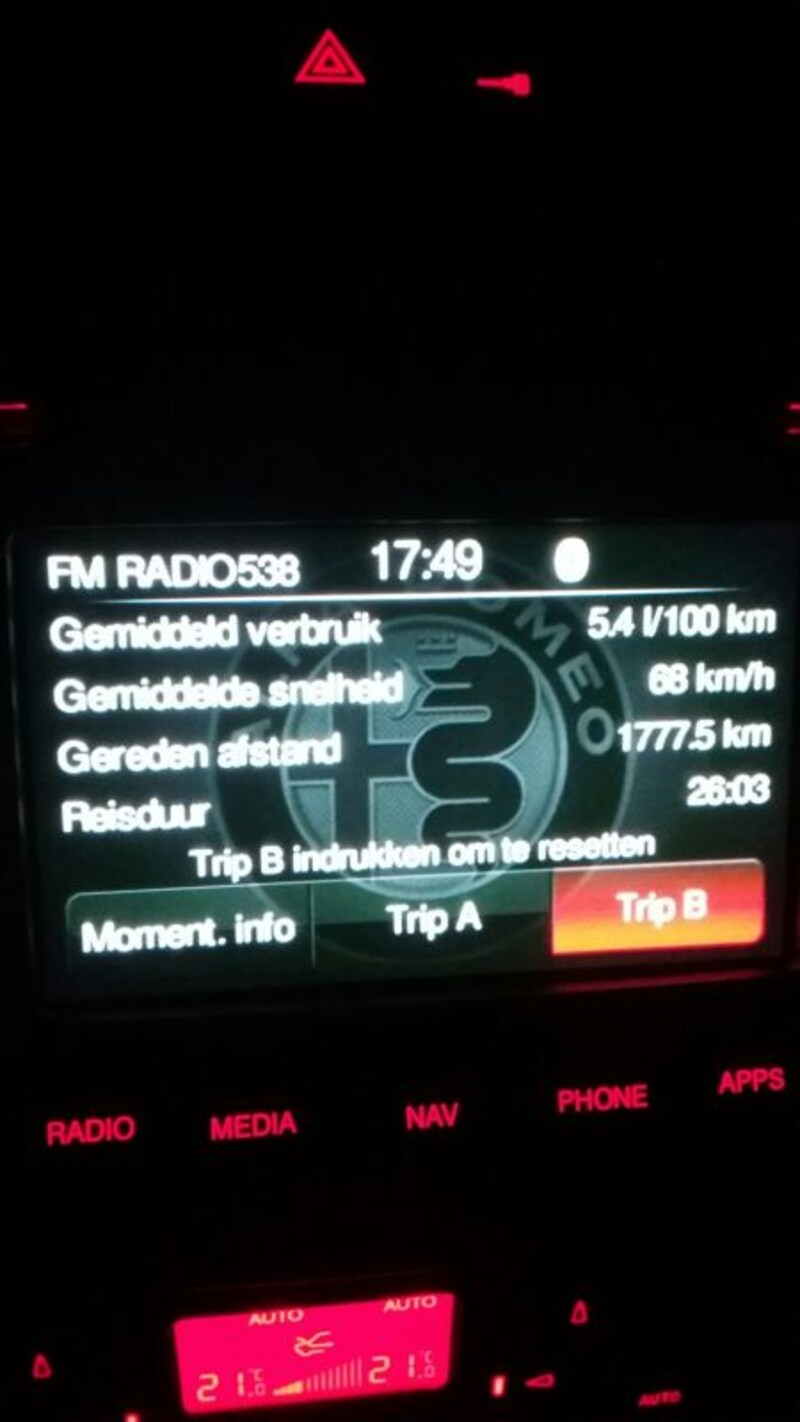 FM RADIO538 17:49
Gemiddeld verbruik 5.4 l/100 km
Gemiddelde snelheid 68 km/h
Gereden afstand 1777.5 km
Reisduur 26:03
Trip B indrukken om te resetten
Moment. info Trip A Trip B
ROMEO
RADIO MEDIA NAV PHONE APPS
AUTO AUTO
21.0 °C 21.0 °C
AUTO